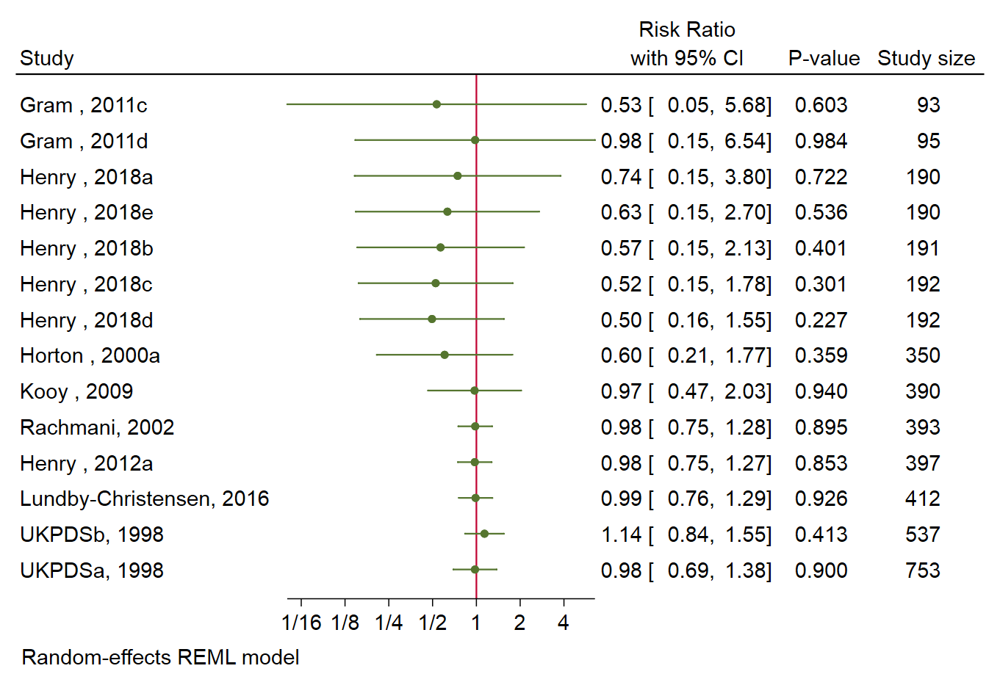 Risk Ratio
Study with 95% CI P-value Study size
Gram , 2011c 0.53 [ 0.05, 5.68] 0.603 93
Gram , 2011d 0.98 [ 0.15, 6.54] 0.984 95
Henry , 2018a 0.74 [ 0.15, 3.80] 0.722 190
Henry , 2018e 0.63 [ 0.15, 2.70] 0.536 190
Henry , 2018b 0.57 [ 0.15, 2.13] 0.401 191
Henry , 2018c 0.52 [ 0.15, 1.78] 0.301 192
Henry , 2018d 0.50 [ 0.16, 1.55] 0.227 192
Horton , 2000a 0.60 [ 0.21, 1.77] 0.359 350
Kooy , 2009 0.97 [ 0.47, 2.03] 0.940 390
Rachmani, 2002 0.98 [ 0.75, 1.28] 0.895 393
Henry , 2012a 0.98 [ 0.75, 1.27] 0.853 397
Lundby-Christensen, 2016 0.99 [ 0.76, 1.29] 0.926 412
UKPDSb, 1998 1.14 [ 0.84, 1.55] 0.413 537
UKPDSa, 1998 0.98 [ 0.69, 1.38] 0.900 753
1/16 1/8 1/4 1/2 1 2 4
Random-effects REML model